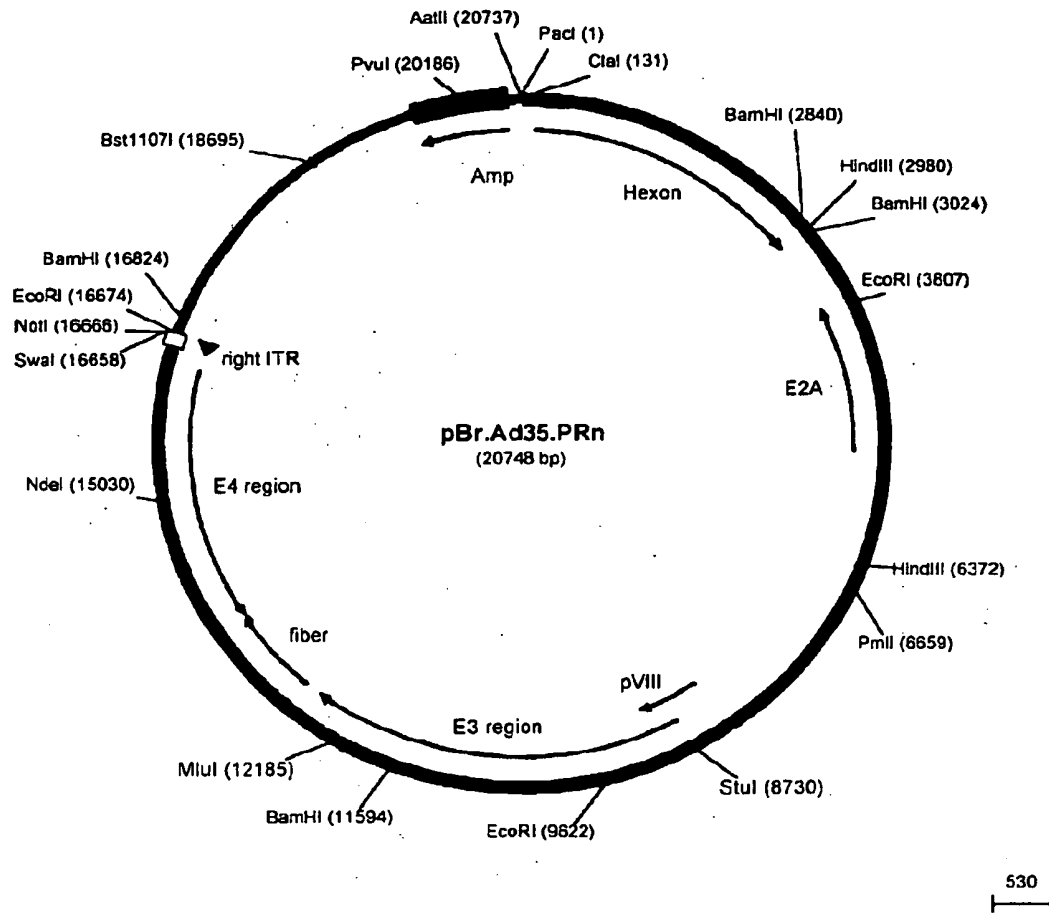 AatII (20737)
PacI (1)
PvuI (20186)
ClaI (131)
BamHI (2840)
Bst1107I (18695)
HindIII (2980)
Amp
Hexon
BamHI (3024)
BamHI (16824)
EcoRI (16674)
EcoRI (3807)
NotI (16666)
SwaI (16658)
right ITR
E2A
pBr.Ad35.PRn
(20748 bp)
NdeI (15030)
E4 region
HindIII (6372)
fiber
PmlI (6659)
pVIII
E3 region
MluI (12185)
StuI (8730)
BamHI (11594)
EcoRI (9622)
530